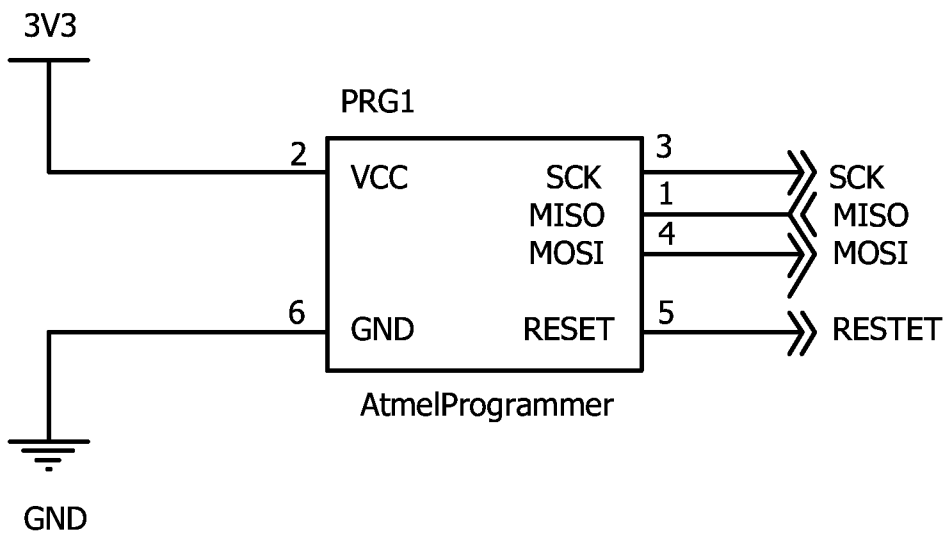 3V3
PRG1
2 VCC SCK 3 SCK
MISO 1 MISO
MOSI 4 MOSI
6 GND RESET 5 RESTET
AtmelProgrammer
GND